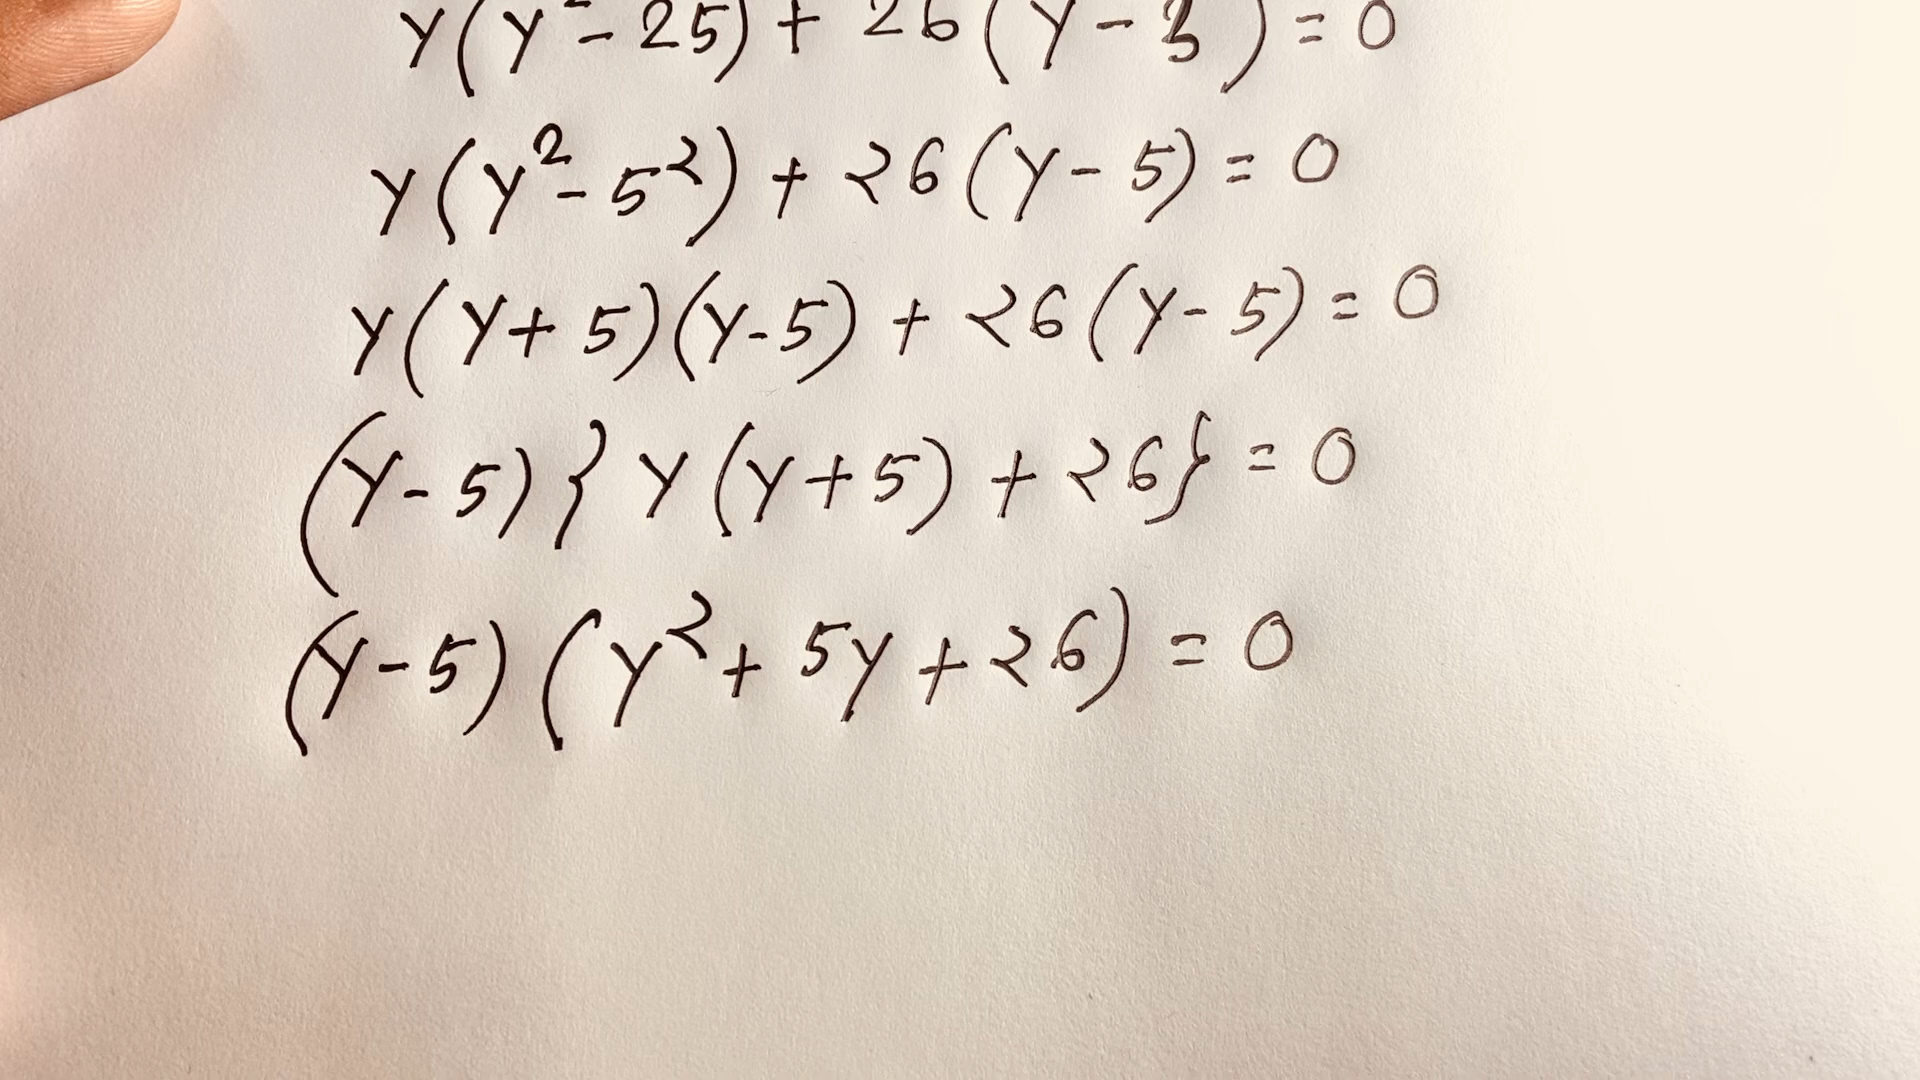 y(y²-25) + 26(y-5) = 0
y(y²-5²) + 26(y-5) = 0
y(y+5)(y-5) + 26(y-5) = 0
(y-5){y(y+5) + 26} = 0
(y-5)(y² + 5y + 26) = 0